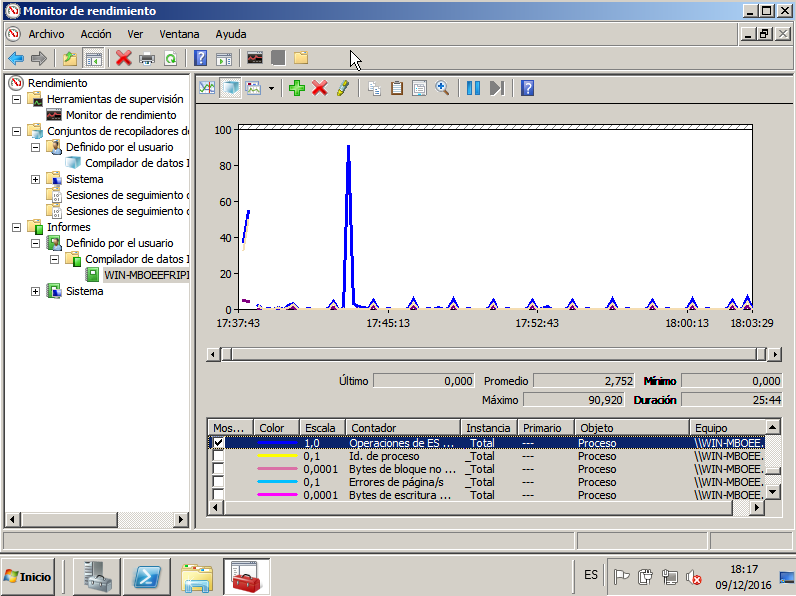 Monitor de rendimiento
Archivo Acción Ver Ventana Ayuda
Rendimiento
Herramientas de supervisión
Monitor de rendimiento
Conjuntos de recopiladores de
Definido por el usuario
Compilador de datos I
Sistema
Sesiones de seguimiento d
Sesiones de seguimiento d
Informes
Definido por el usuario
Compilador de datos I
WIN-MBOEEFRIPI
Sistema
100
80
60
40
20
0
17:37:43 17:45:13 17:52:43 18:00:13 18:03:29
Último 0,000 Promedio 2,752 Mínimo 0,000
Máximo 90,920 Duración 25:44
Mos... Color Escala Contador Instancia Primario Objeto Equipo
1,0 Operaciones de ES ... _Total --- Proceso \\WIN-MBOEE...
0,1 Id. de proceso _Total --- Proceso \\WIN-MBOEE...
0,0001 Bytes de bloque no ... _Total --- Proceso \\WIN-MBOEE...
0,1 Errores de página/s _Total --- Proceso \\WIN-MBOEE...
0,0001 Bytes de escritura ... _Total --- Proceso \\WIN-MBOEE...
Inicio
ES
18:17
09/12/2016